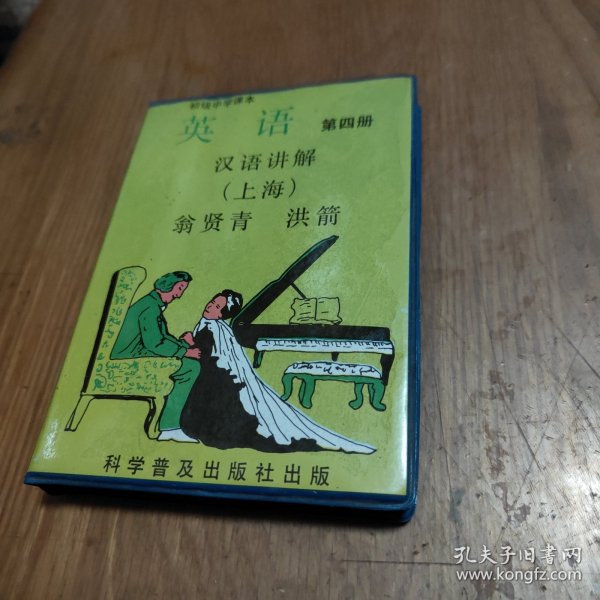 初级中学课本
英语 第四册
汉语讲解
（上海）
翁贤青 洪箭
科学普及出版社出版
孔夫子旧书网
www.kongfz.com